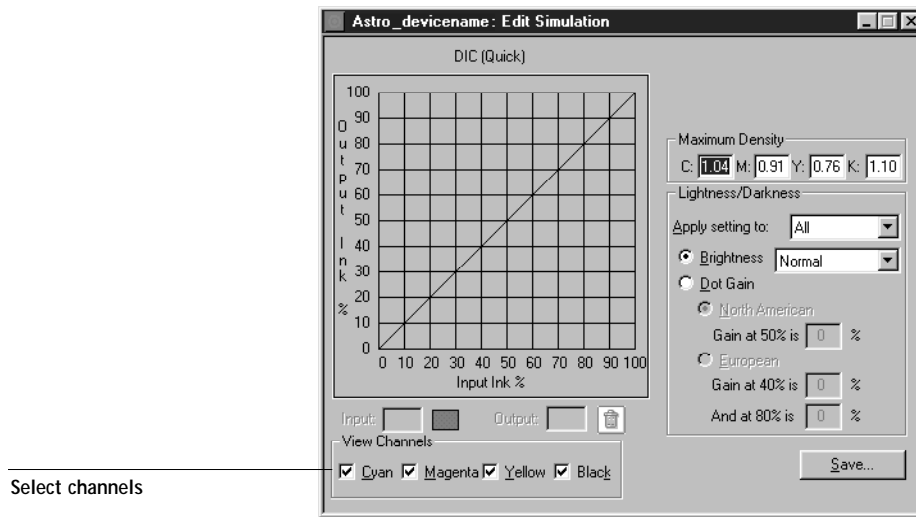 Astro_devicename: Edit Simulation
DIC (Quick)
100
90
80
70
60
50
40
30
20
10
0
Output Ink %
0 10 20 30 40 50 60 70 80 90 100
Input Ink %
Input: Output:
View Channels
Cyan Magenta Yellow Black
Maximum Density
C: 1.04 M: 0.91 Y: 0.76 K: 1.10
Lightness/Darkness
Apply setting to: All
Brightness Normal
Dot Gain
North American
Gain at 50% is 0 %
European
Gain at 40% is 0 %
And at 80% is 0 %
Save...
Select channels